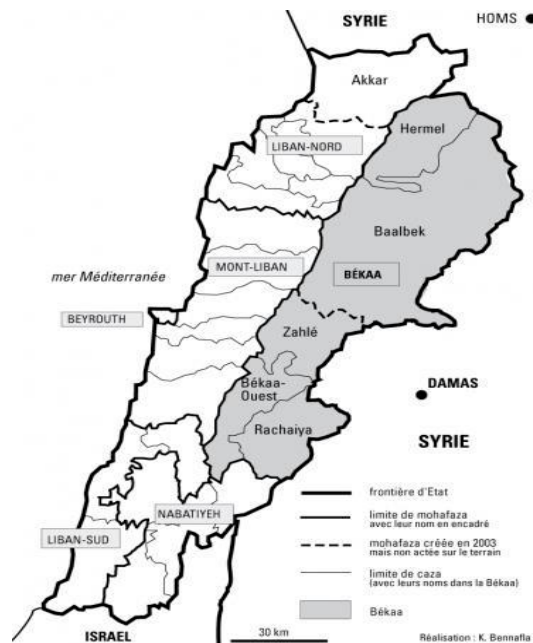 SYRIE
HOMS
Akkar
Hermel
LIBAN-NORD
Baalbek
mer Méditerranée
MONT-LIBAN
BÉKAA
BEYROUTH
Zahlé
Békaa-
Ouest
DAMAS
Rachaiya
SYRIE
NABATIYEH
LIBAN-SUD
ISRAEL
frontière d'Etat
limite de mohafaza
avec leur nom en encadré
mohafaza créée en 2003
mais non actée sur le terrain
limite de caza
(avec leurs noms dans la Békaa)
Békaa
30 km
Réalisation : K. Bennafla